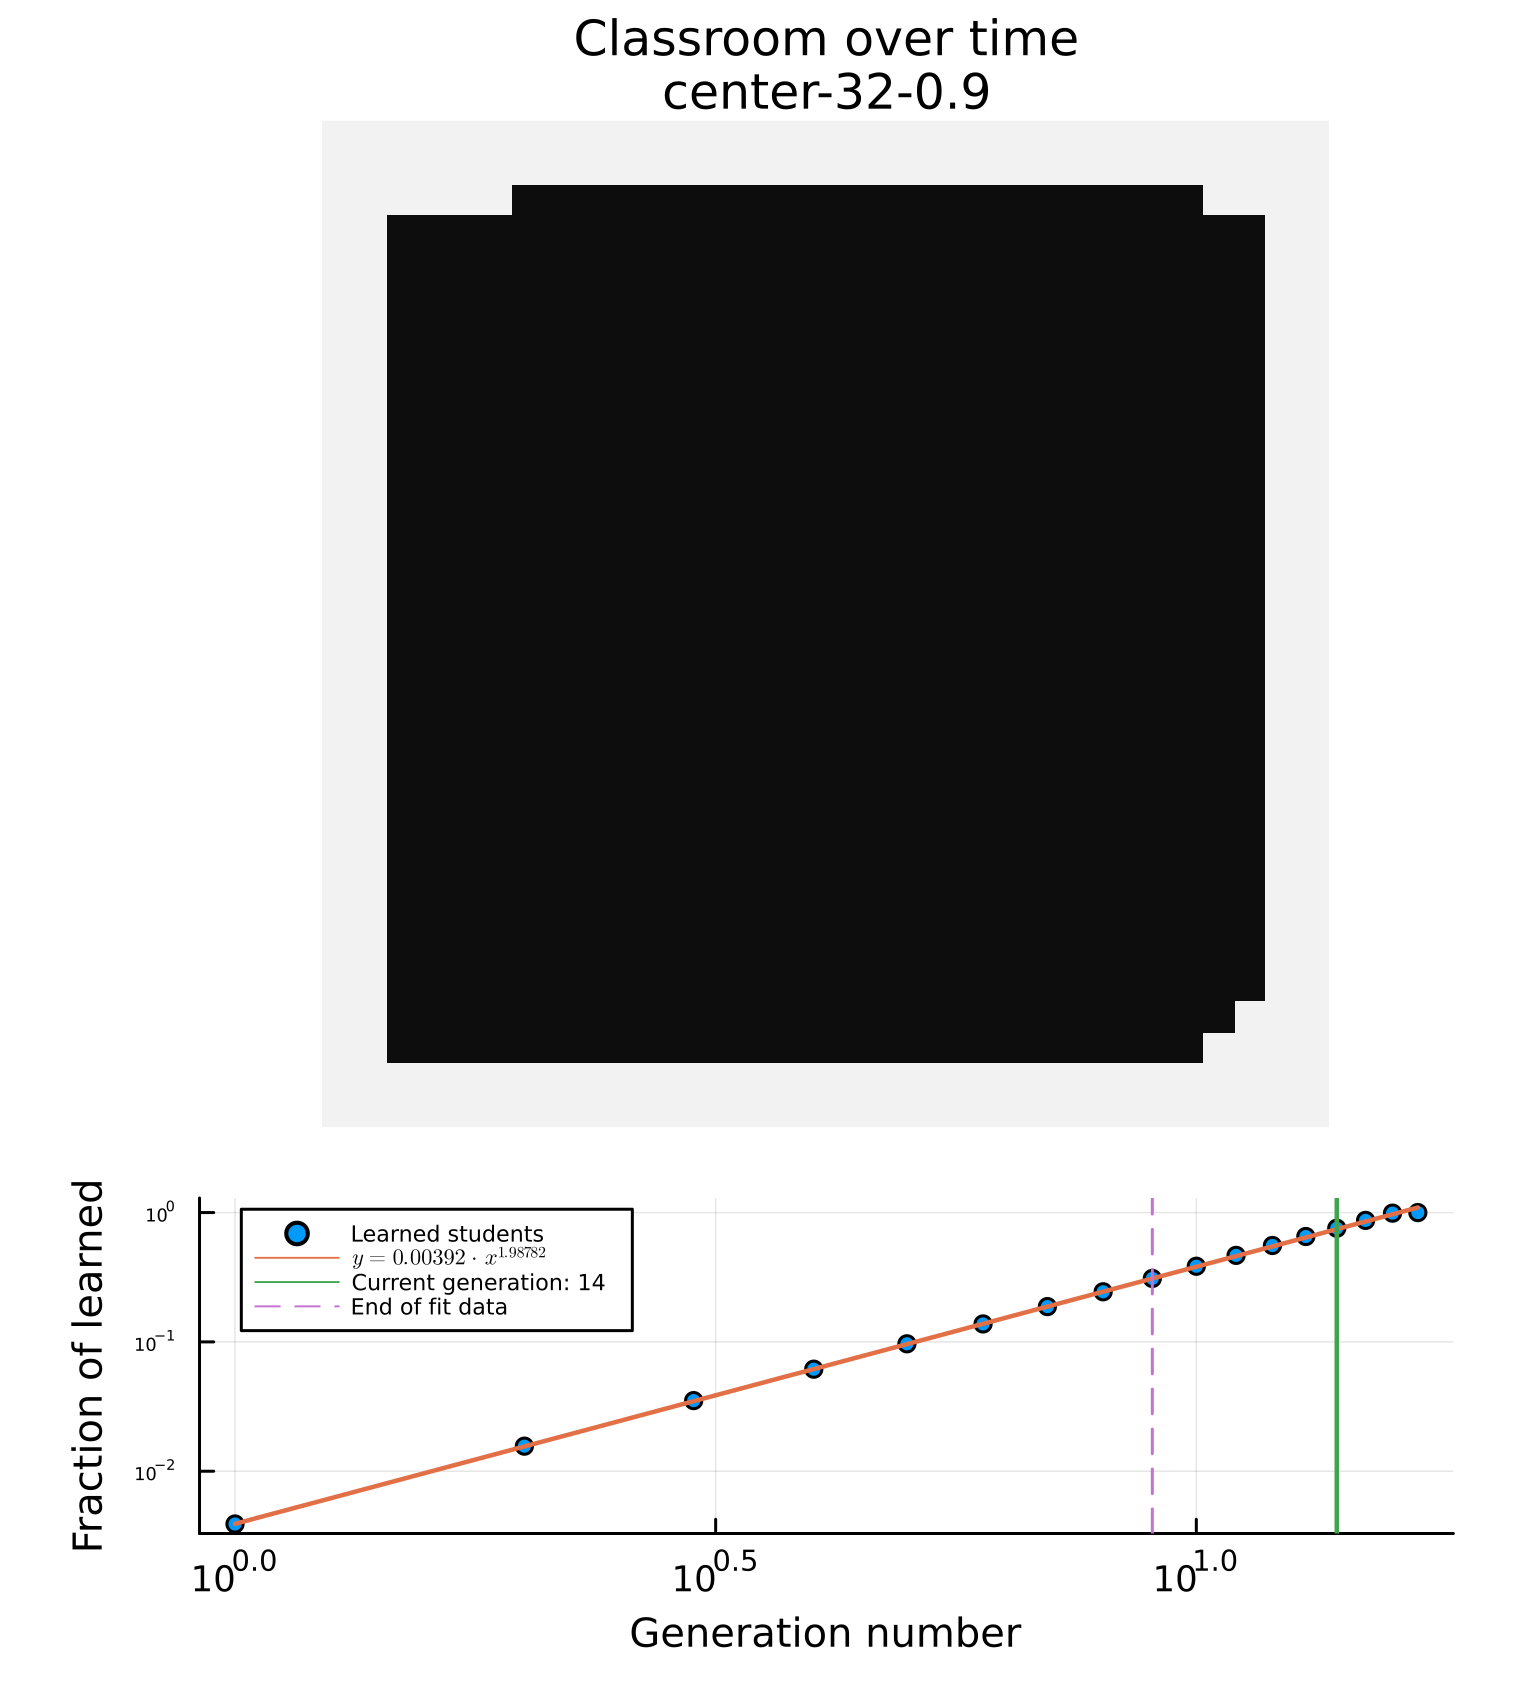 Classroom over time
center-32-0.9
Fraction of learned
10⁰
10⁻¹
10⁻²
Learned students
y = 0.00392 · x^1.98782
Current generation: 14
End of fit data
10^0.0 10^0.5 10^1.0
Generation number